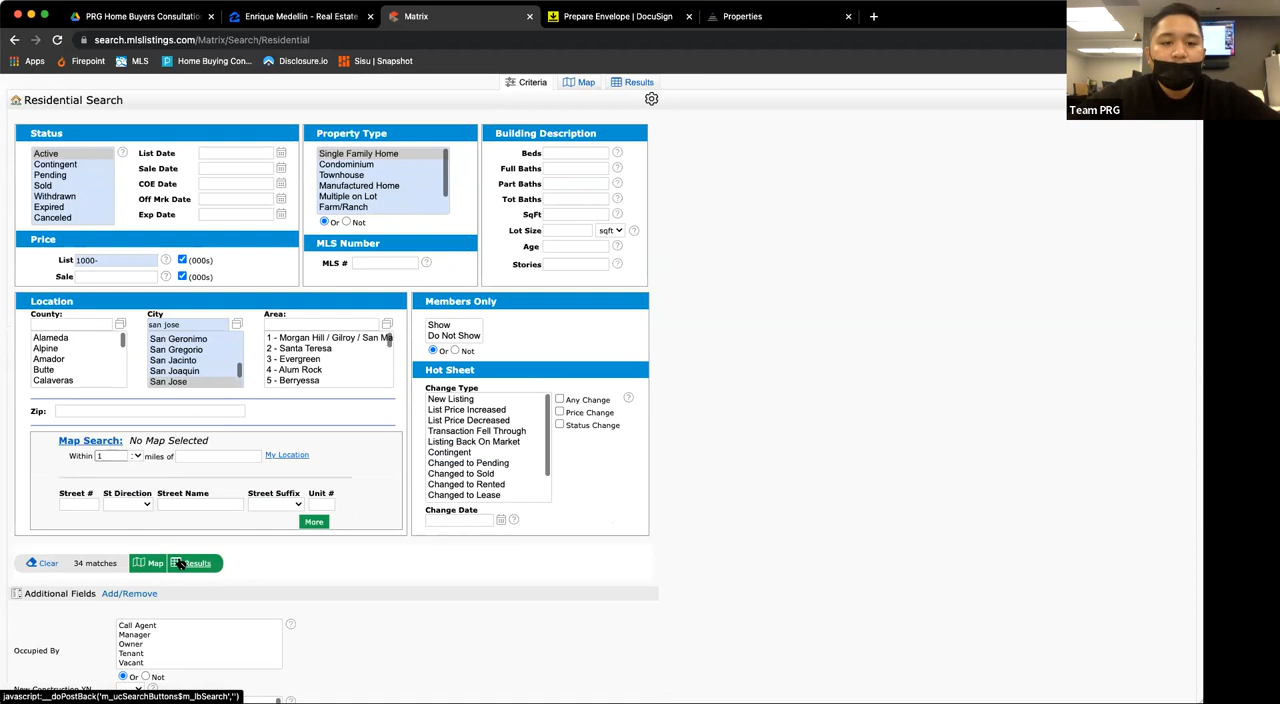 PRG Home Buyers Consultatio
Enrique Medellin - Real Estate
Matrix
Prepare Envelope | DocuSign
Properties
search.mlslistings.com/Matrix/Search/Residential
Apps Firepoint MLS Home Buying Con... Disclosure.io Sisu | Snapshot
Team PRG
Criteria Map Results
Residential Search
Status
Active
Contingent
Pending
Sold
Withdrawn
Expired
Canceled
List Date
Sale Date
COE Date
Off Mrk Date
Exp Date
Price
List 1000- (000s)
Sale (000s)
Property Type
Single Family Home
Condominium
Townhouse
Manufactured Home
Multiple on Lot
Farm/Ranch
Or Not
MLS Number
MLS #
Building Description
Beds
Full Baths
Part Baths
Tot Baths
SqFt
Lot Size sqft
Age
Stories
Location
County:
Alameda
Alpine
Amador
Butte
Calaveras
City
san jose
San Geronimo
San Gregorio
San Jacinto
San Joaquin
San Jose
Area:
1 - Morgan Hill / Gilroy / San Ma
2 - Santa Teresa
3 - Evergreen
4 - Alum Rock
5 - Berryessa
Zip:
Map Search: No Map Selected
Within 1 miles of My Location
Street # St Direction Street Name Street Suffix Unit #
More
Members Only
Show
Do Not Show
Or Not
Hot Sheet
Change Type
New Listing
List Price Increased
List Price Decreased
Transaction Fell Through
Listing Back On Market
Contingent
Changed to Pending
Changed to Sold
Changed to Rented
Changed to Lease
Any Change
Price Change
Status Change
Change Date
Clear 34 matches Map Results
Additional Fields Add/Remove
Occupied By
Call Agent
Manager
Owner
Tenant
Vacant
Or Not
javascript:__doPostBack('m_ucSearchButtons$m_lbSearch','')